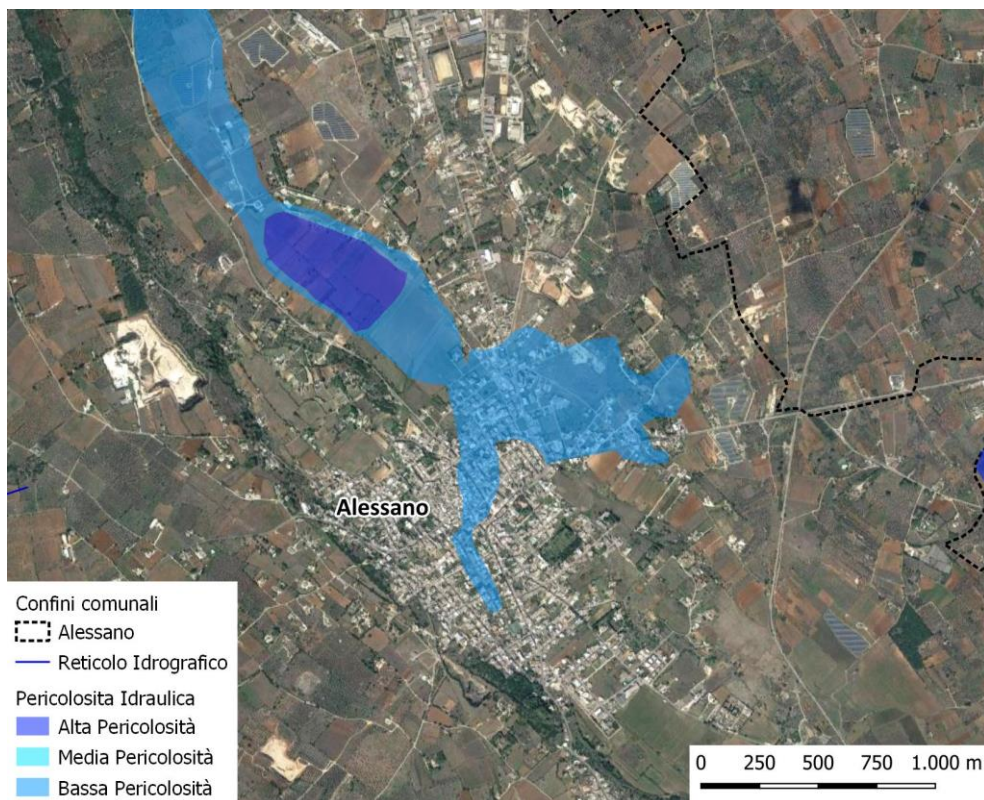 Alessano
Confini comunali
Alessano
Reticolo Idrografico
Pericolosita Idraulica
Alta Pericolosità
Media Pericolosità
Bassa Pericolosità
0 250 500 750 1.000 m